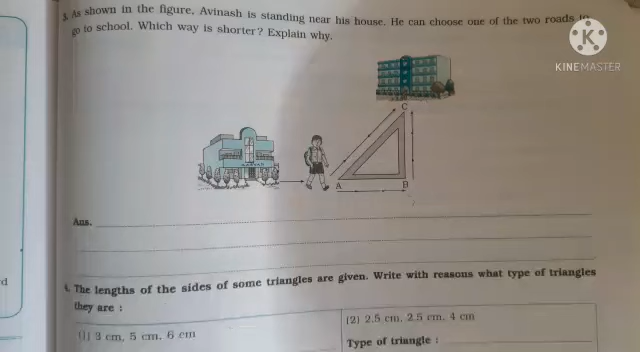 3. As shown in the figure, Avinash is standing near his house. He can choose one of the two roads to
go to school. Which way is shorter? Explain why.
K
KINEMASTER
C
A
B
Ans.
4. The lengths of the sides of some triangles are given. Write with reasons what type of triangles
they are :
(1) 3 cm, 5 cm, 6 cm
(2) 2.5 cm, 2.5 cm, 4 cm
Type of triangle :
d